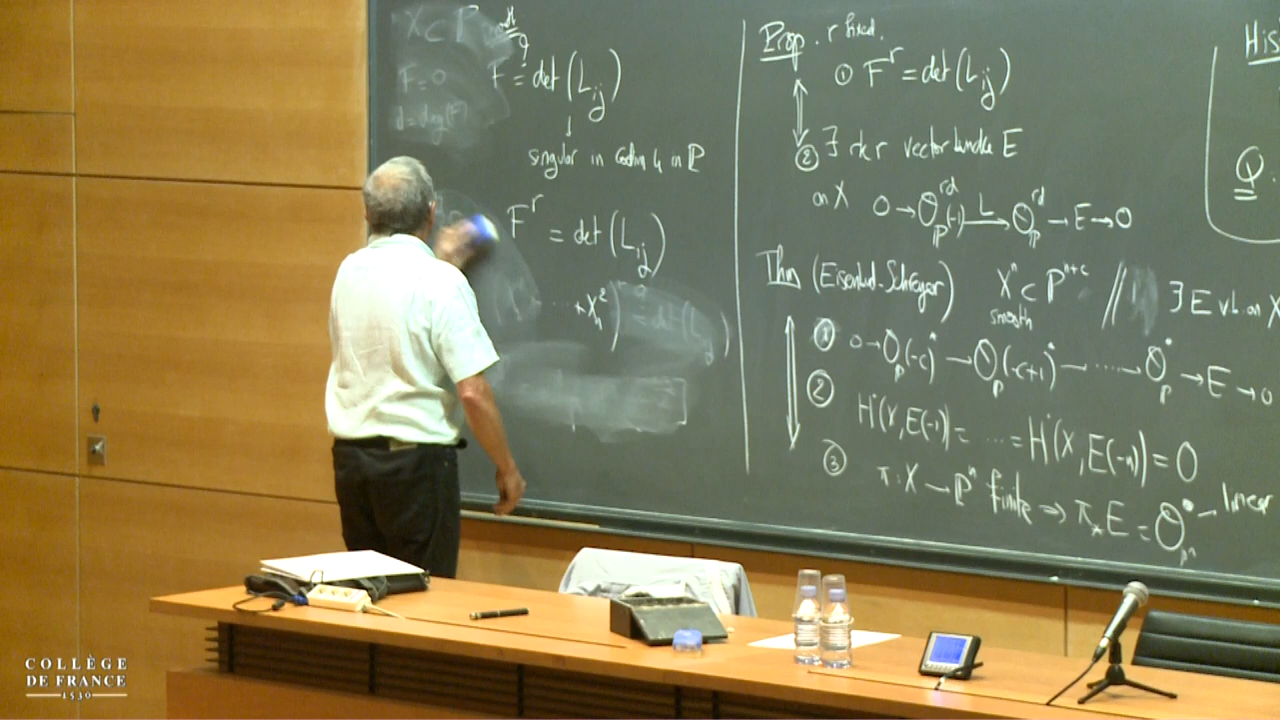 X ⊂ P
F = 0
d = deg(F)
F = det(L_ij)
singular in codim 4 in P
F^r = det(L_ij)
... + X_n^2)
Prop. r fixed.
① F^r = det(L_ij)
② ∃ rk r vector bundle E
on X 0 → O_P(-1)^rd —L→ O_P^rd → E → 0
Thm (Eisenbud-Schreyer) X^n ⊂ P^n+c // ∃ E v.b. on X
smooth
① 0 → O_P(-c)^• → O_P(-c+1)^• → ..... O_P^• → E → 0
② H^•(X,E(-1)) = ... = H^•(X,E(-n)) = 0
③ π: X → P^n finite ⇒ π_* E = O_P^n^• - linear
His
Q :
COLLÈGE
DE FRANCE
1530